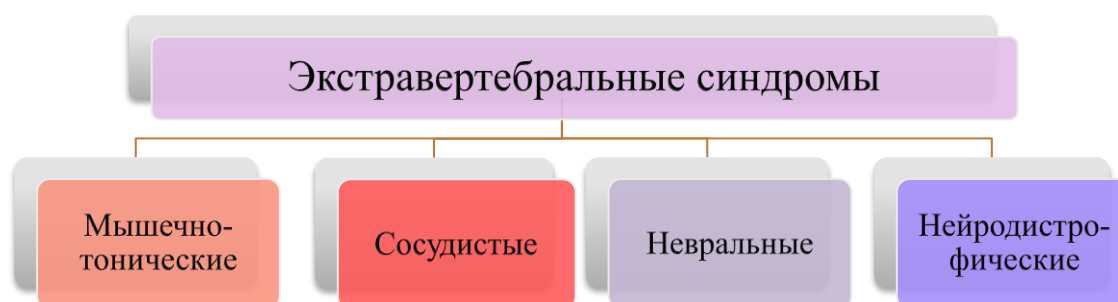 Экстравертебральные синдромы
Мышечно-
тонические
Сосудистые
Невральные
Нейродистро-
фические